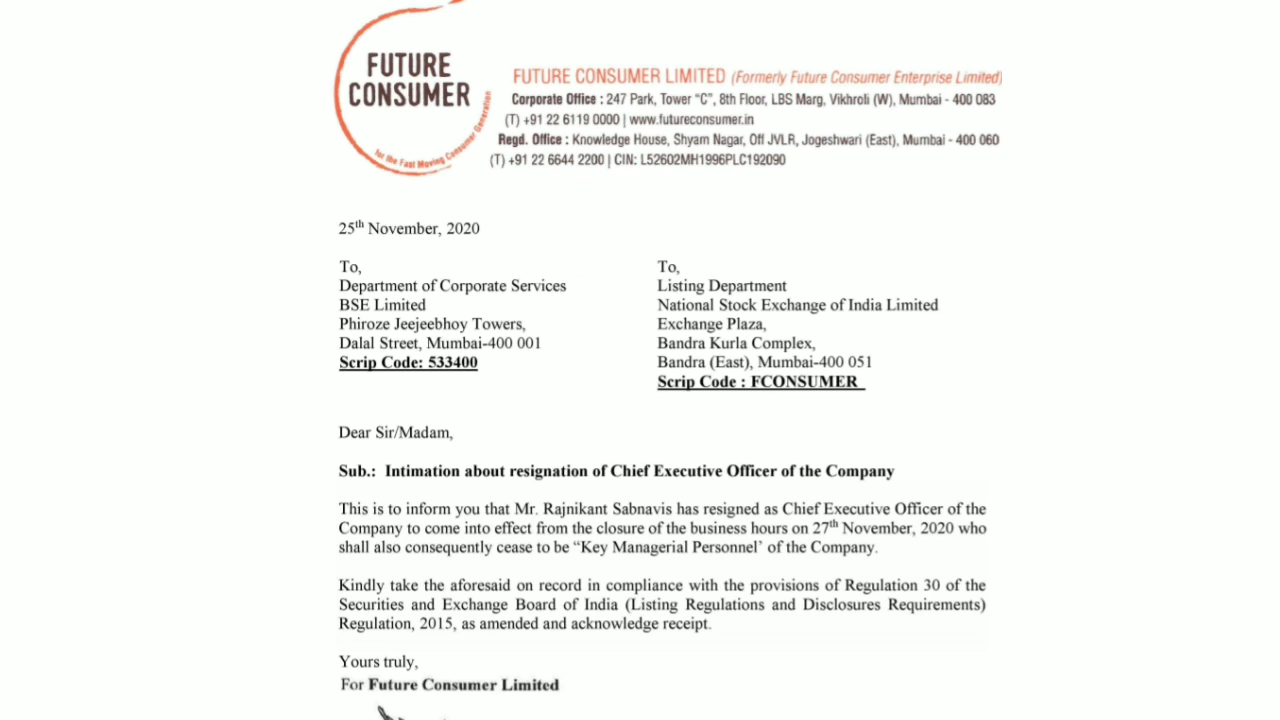 FUTURE
CONSUMER
for the Fast Moving Consumer Generation
FUTURE CONSUMER LIMITED (Formerly Future Consumer Enterprise Limited)
Corporate Office : 247 Park, Tower “C”, 8th Floor, LBS Marg, Vikhroli (W), Mumbai - 400 083
(T) +91 22 6119 0000 | www.futureconsumer.in
Regd. Office : Knowledge House, Shyam Nagar, Off JVLR, Jogeshwari (East), Mumbai - 400 060
(T) +91 22 6644 2200 | CIN: L52602MH1996PLC192090
25th November, 2020
To,
Department of Corporate Services
BSE Limited
Phiroze Jeejeebhoy Towers,
Dalal Street, Mumbai-400 001
Scrip Code: 533400
To,
Listing Department
National Stock Exchange of India Limited
Exchange Plaza,
Bandra Kurla Complex,
Bandra (East), Mumbai-400 051
Scrip Code : FCONSUMER
Dear Sir/Madam,
Sub.: Intimation about resignation of Chief Executive Officer of the Company
This is to inform you that Mr. Rajnikant Sabnavis has resigned as Chief Executive Officer of the
Company to come into effect from the closure of the business hours on 27th November, 2020 who
shall also consequently cease to be “Key Managerial Personnel’ of the Company.
Kindly take the aforesaid on record in compliance with the provisions of Regulation 30 of the
Securities and Exchange Board of India (Listing Regulations and Disclosures Requirements)
Regulation, 2015, as amended and acknowledge receipt.
Yours truly,
For Future Consumer Limited